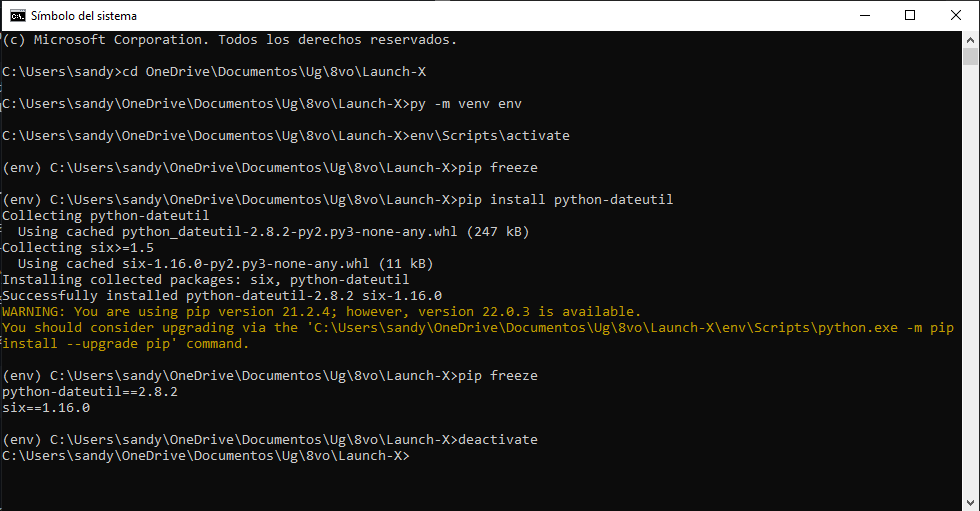 Símbolo del sistema
(c) Microsoft Corporation. Todos los derechos reservados.
C:\Users\sandy>cd OneDrive\Documentos\Ug\8vo\Launch-X
C:\Users\sandy\OneDrive\Documentos\Ug\8vo\Launch-X>py -m venv env
C:\Users\sandy\OneDrive\Documentos\Ug\8vo\Launch-X>env\Scripts\activate
(env) C:\Users\sandy\OneDrive\Documentos\Ug\8vo\Launch-X>pip freeze
(env) C:\Users\sandy\OneDrive\Documentos\Ug\8vo\Launch-X>pip install python-dateutil
Collecting python-dateutil
  Using cached python_dateutil-2.8.2-py2.py3-none-any.whl (247 kB)
Collecting six>=1.5
  Using cached six-1.16.0-py2.py3-none-any.whl (11 kB)
Installing collected packages: six, python-dateutil
Successfully installed python-dateutil-2.8.2 six-1.16.0
WARNING: You are using pip version 21.2.4; however, version 22.0.3 is available.
You should consider upgrading via the 'C:\Users\sandy\OneDrive\Documentos\Ug\8vo\Launch-X\env\Scripts\python.exe -m pip
install --upgrade pip' command.
(env) C:\Users\sandy\OneDrive\Documentos\Ug\8vo\Launch-X>pip freeze
python-dateutil==2.8.2
six==1.16.0
(env) C:\Users\sandy\OneDrive\Documentos\Ug\8vo\Launch-X>deactivate
C:\Users\sandy\OneDrive\Documentos\Ug\8vo\Launch-X>